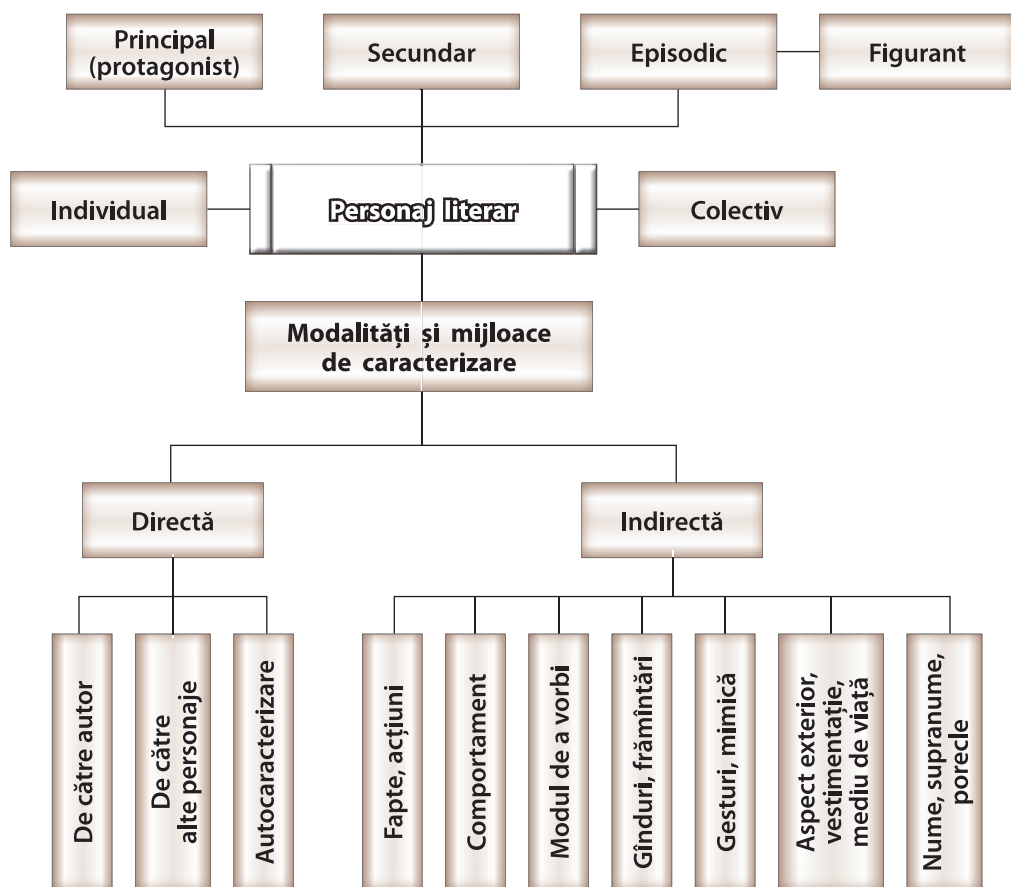 Principal
(protagonist)
Secundar
Episodic
Figurant
Individual
Personaj literar
Colectiv
Modalități și mijloace
de caracterizare
Directă
Indirectă
De către autor
De către
alte personaje
Autocaracterizare
Fapte, acțiuni
Comportament
Modul de a vorbi
Gînduri, frămîntări
Gesturi, mimică
Aspect exterior,
vestimentație,
mediu de viață
Nume, supranume,
porecle